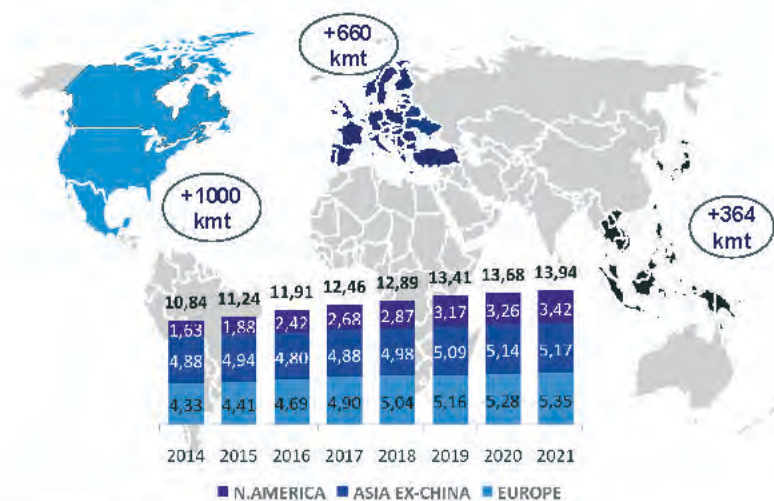 +660
kmt
+1000
kmt
+364
kmt
10,84 11,24 11,91 12,46 12,89 13,41 13,68 13,94
1,63 1,88 2,42 2,68 2,87 3,17 3,26 3,42
4,88 4,94 4,80 4,88 4,98 5,09 5,14 5,17
4,33 4,41 4,69 4,90 5,04 5,16 5,28 5,35
2014 2015 2016 2017 2018 2019 2020 2021
N.AMERICA ASIA EX-CHINA EUROPE